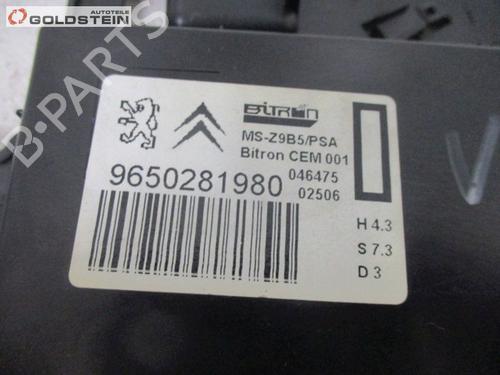 AUTOTEILE
GOLDSTEIN
B-PARTS
BiTRON
MS-Z9B5/PSA
Bitron CEM 001
046475
9650281980
02506
H 4.3
S 7.3
D 3